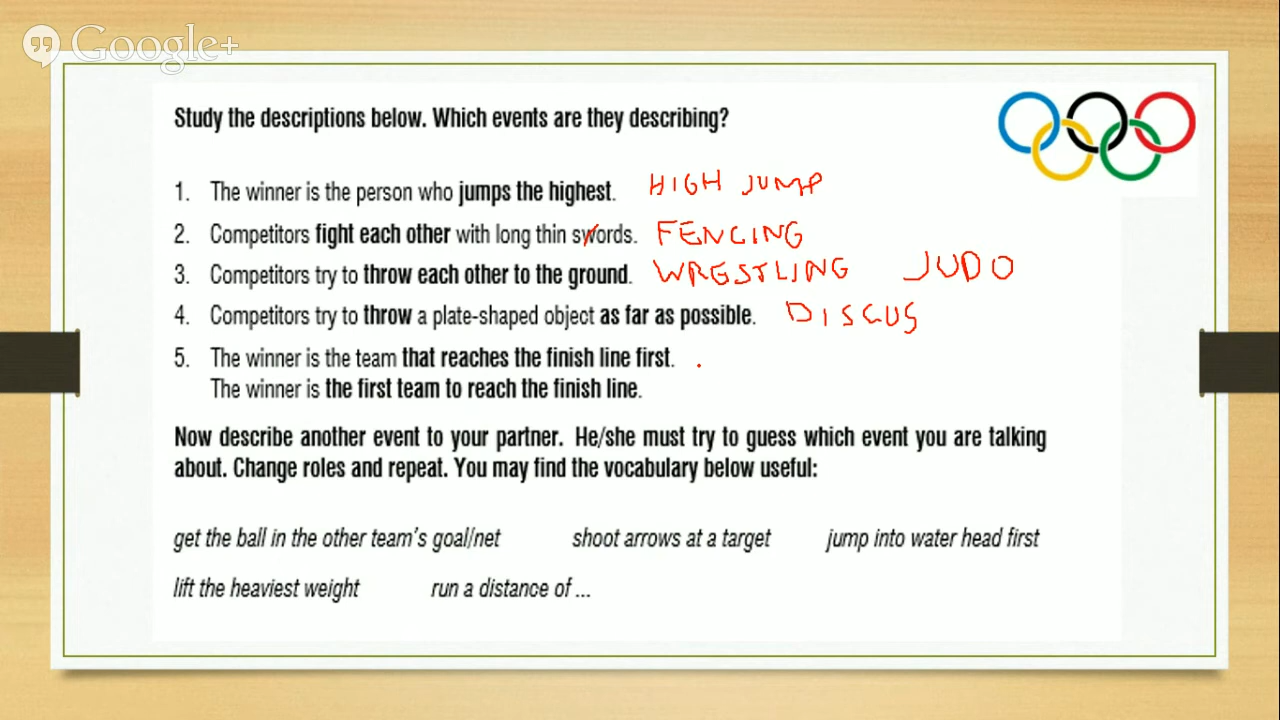 Google+
Study the descriptions below. Which events are they describing?
1. The winner is the person who jumps the highest. HIGH JUMP
2. Competitors fight each other with long thin swords. FENCING
3. Competitors try to throw each other to the ground. WRESTLING JUDO
4. Competitors try to throw a plate-shaped object as far as possible. DISCUS
5. The winner is the team that reaches the finish line first.
The winner is the first team to reach the finish line.
Now describe another event to your partner. He/she must try to guess which event you are talking
about. Change roles and repeat. You may find the vocabulary below useful:
get the ball in the other team's goal/net shoot arrows at a target jump into water head first
lift the heaviest weight run a distance of ...